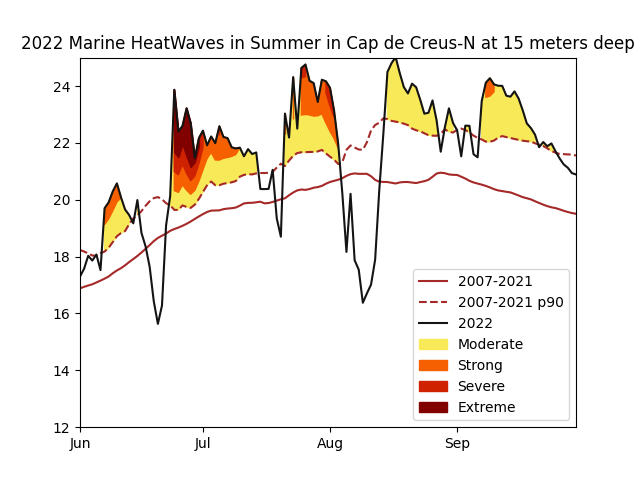 2022 Marine HeatWaves in Summer in Cap de Creus-N at 15 meters deep
24
22
20
18
16
14
12
Jun Jul Aug Sep
2007-2021
2007-2021 p90
2022
Moderate
Strong
Severe
Extreme